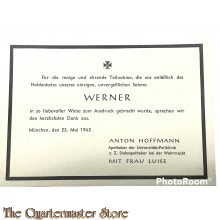 Für die innige und ehrende Teilnahme, die uns anläßlich des
Heldentodes unseres einzigen, unvergeßlichen Sohnes
WERNER
in so liebevoller Weise zum Ausdruck gebracht wurde, sprechen wir
den herzlichsten Dank aus.
München, den 23. Mai 1943
ANTON HOFFMANN
Apotheker der Universitäts-Poliklinik
z. Z. Stabsapotheker bei der Wehrmacht
MIT FRAU LUISE
PhotoRoom
The Quartermaster Store